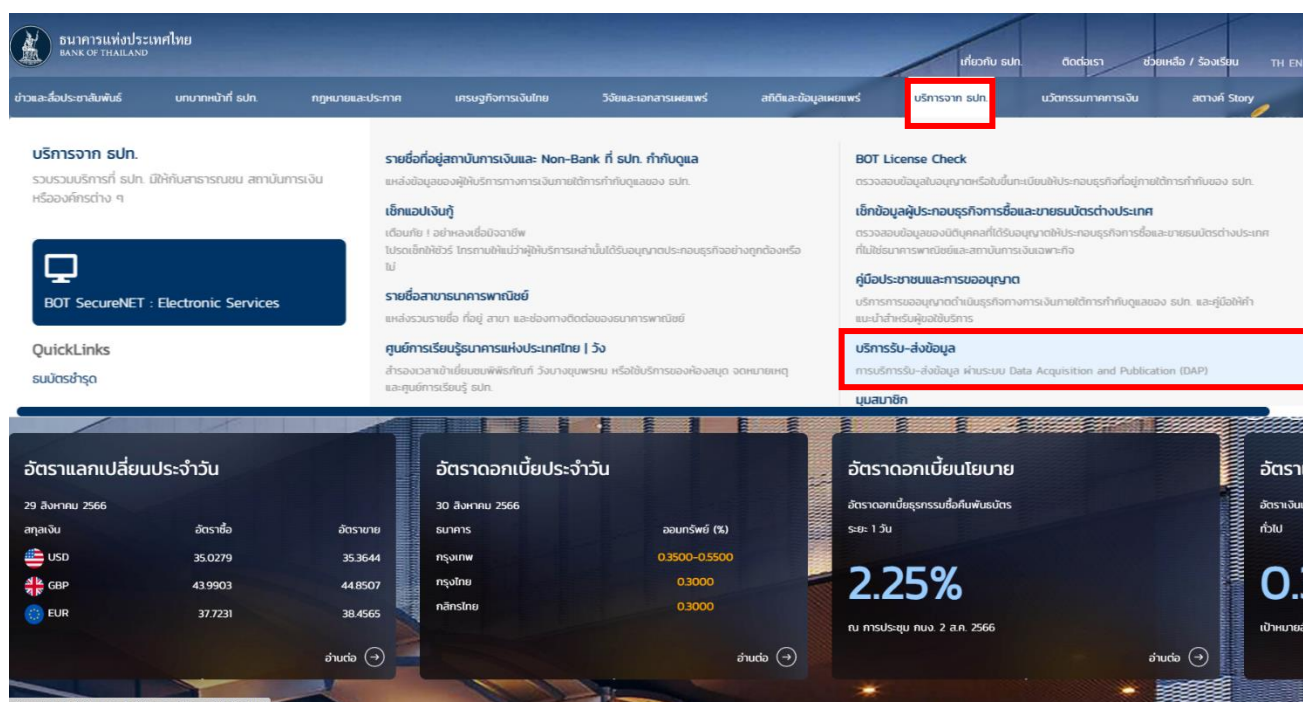 ธนาคารแห่งประเทศไทย
BANK OF THAILAND
เกี่ยวกับ ธปท. ติดต่อเรา ช่วยเหลือ / ร้องเรียน TH EN
ข่าวและสื่อประชาสัมพันธ์ บทบาทหน้าที่ ธปท. กฎหมายและประกาศ เศรษฐกิจการเงินไทย วิจัยและเอกสารเผยแพร่ สถิติและข้อมูลเผยแพร่ บริการจาก ธปท. นวัตกรรมภาคการเงิน สตางค์ Story
บริการจาก ธปท.
รวบรวมบริการที่ ธปท. มีให้กับสาธารณชน สถาบันการเงิน
หรือองค์กรต่าง ๆ
BOT SecureNET : Electronic Services
QuickLinks
ธนบัตรชำรุด
รายชื่อที่อยู่สถาบันการเงินและ Non-Bank ที่ ธปท. กำกับดูแล
แหล่งข้อมูลของผู้ให้บริการทางการเงินภายใต้การกำกับดูแลของ ธปท.
เช็กแอปเงินกู้
เตือนภัย ! อย่าหลงเชื่อมิจฉาชีพ
โปรดเช็กให้ชัวร์ โทรถามให้แน่ว่าผู้ให้บริการเหล่านั้นได้รับอนุญาตประกอบธุรกิจอย่างถูกต้องหรือ
ไม่
รายชื่อสาขาธนาคารพาณิชย์
แหล่งรวมรายชื่อ ที่อยู่ สาขา และช่องทางติดต่อของธนาคารพาณิชย์
ศูนย์การเรียนรู้ธนาคารแห่งประเทศไทย | วัง
สำรองเวลาเข้าเยี่ยมชมพิพิธภัณฑ์ วังบางขุนพรหม หรือใช้บริการของห้องสมุด จดหมายเหตุ
และศูนย์การเรียนรู้ ธปท.
BOT License Check
ตรวจสอบข้อมูลใบอนุญาตหรือใบขึ้นทะเบียนให้ประกอบธุรกิจที่อยู่ภายใต้การกำกับของ ธปท.
เช็กข้อมูลผู้ประกอบธุรกิจการซื้อและขายธนบัตรต่างประเทศ
ตรวจสอบข้อมูลของนิติบุคคลที่ได้รับอนุญาตให้ประกอบธุรกิจการซื้อและขายธนบัตรต่างประเทศ
ที่ไม่ใช่ธนาคารพาณิชย์และสถาบันการเงินเฉพาะกิจ
คู่มือประชาชนและการขออนุญาต
บริการการขออนุญาตดำเนินธุรกิจทางการเงินภายใต้การกำกับดูแลของ ธปท. และคู่มือให้คำ
แนะนำสำหรับผู้ขอใช้บริการ
บริการรับ-ส่งข้อมูล
การบริการรับ-ส่งข้อมูล ผ่านระบบ Data Acquisition and Publication (DAP)
มุมสมาชิก
อัตราแลกเปลี่ยนประจำวัน
29 สิงหาคม 2566
สกุลเงิน อัตราซื้อ อัตราขาย
USD 35.0279 35.3644
GBP 43.9903 44.8507
EUR 37.7231 38.4565
อ่านต่อ
อัตราดอกเบี้ยประจำวัน
30 สิงหาคม 2566
ธนาคาร ออมทรัพย์ (%)
กรุงเทพ 0.3500-0.5500
กรุงไทย 0.3000
กสิกรไทย 0.3000
อ่านต่อ
อัตราดอกเบี้ยนโยบาย
อัตราดอกเบี้ยธุรกรรมซื้อคืนพันธบัตร
ระยะ 1 วัน
2.25%
ณ การประชุม กนง. 2 ส.ค. 2566
อ่านต่อ
ทั่วไป